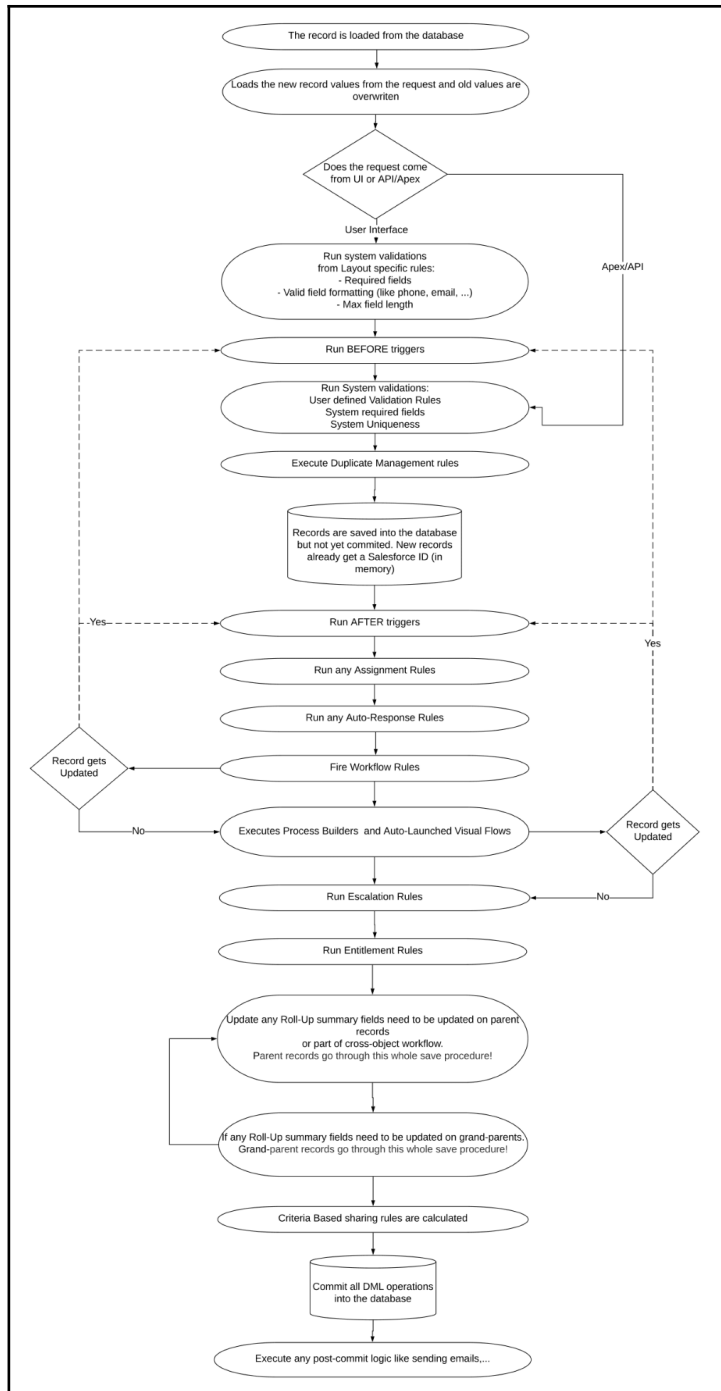 The record is loaded from the database
Loads the new record values from the request and old values are
overwriten
Does the request come
from UI or API/Apex
User Interface
Apex/API
Run system validations
from Layout specific rules:
- Required fields
- Valid field formatting (like phone, email, ...)
- Max field length
Run BEFORE triggers
Run System validations:
User defined Validation Rules
System required fields
System Uniqueness
Execute Duplicate Management rules
Records are saved into the database
but not yet commited. New records
already get a Salesforce ID (in
memory)
Yes
Run AFTER triggers
Yes
Run any Assignment Rules
Run any Auto-Response Rules
Record gets
Updated
Fire Workflow Rules
No
Executes Process Builders and Auto-Launched Visual Flows
Record gets
Updated
Run Escalation Rules
No
Run Entitlement Rules
Update any Roll-Up summary fields need to be updated on parent
records
or part of cross-object workflow.
Parent records go through this whole save procedure!
If any Roll-Up summary fields need to be updated on grand-parents.
Grand-parent records go through this whole save procedure!
Criteria Based sharing rules are calculated
Commit all DML operations
into the database
Execute any post-commit logic like sending emails,...